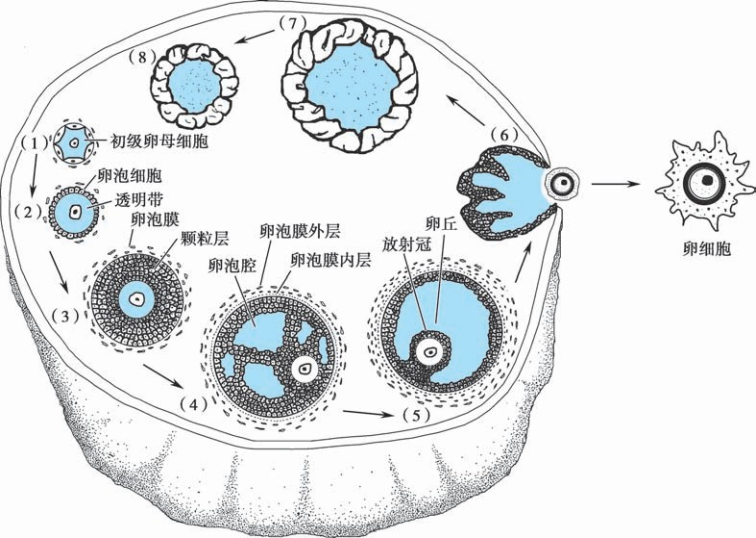 (7)
(8)
(1)
初级卵母细胞
(6)
卵泡细胞
(2)
透明带
卵泡膜
颗粒层
卵泡膜外层
卵丘
卵泡腔
卵泡膜内层
放射冠
卵细胞
(3)
(4)
(5)